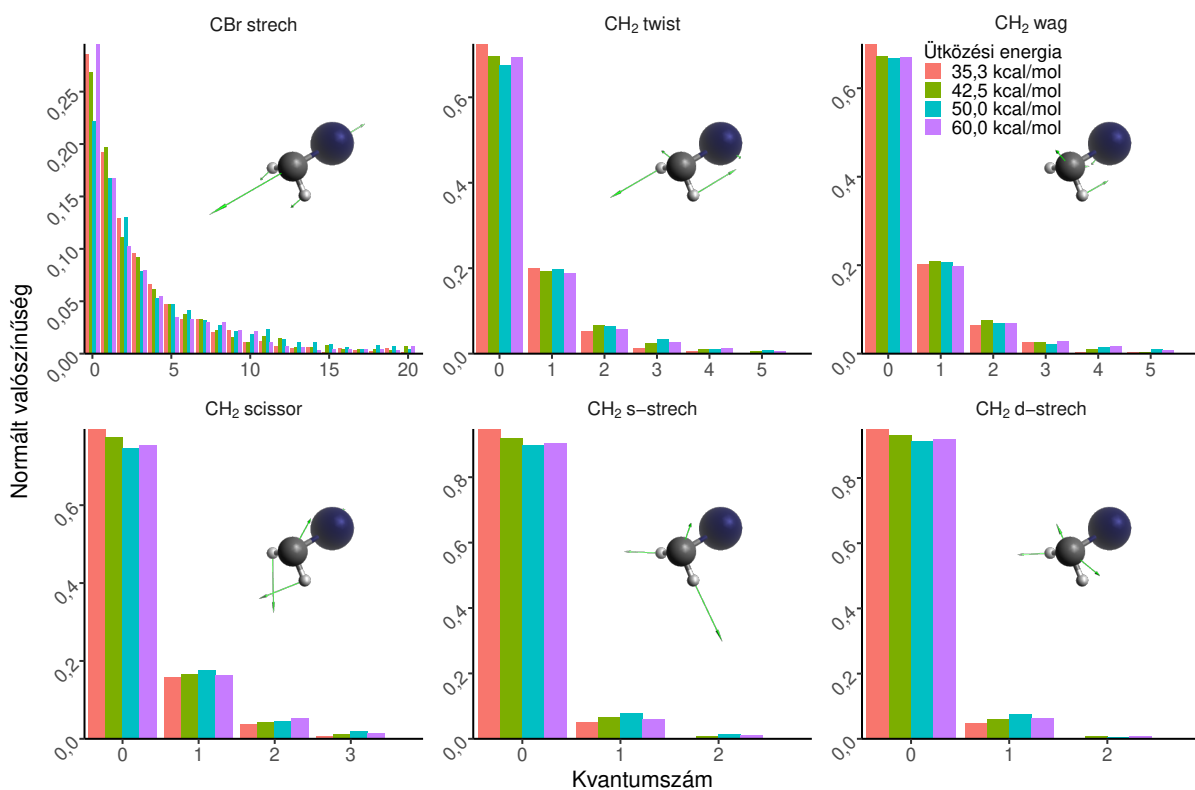 CBr strech
CH₂ twist
CH₂ wag
Ütközési energia
35,3 kcal/mol
42,5 kcal/mol
50,0 kcal/mol
60,0 kcal/mol
0,25
0,20
0,15
0,10
0,05
0,00
0 5 10 15 20
0,6
0,4
0,2
0,0
0 1 2 3 4 5
0,6
0,4
0,2
0,0
0 1 2 3 4 5
Normált valószínűség
CH₂ scissor
CH₂ s−strech
CH₂ d−strech
0,6
0,4
0,2
0,0
0 1 2 3
0,8
0,6
0,4
0,2
0,0
0 1 2
0,8
0,6
0,4
0,2
0,0
0 1 2
Kvantumszám